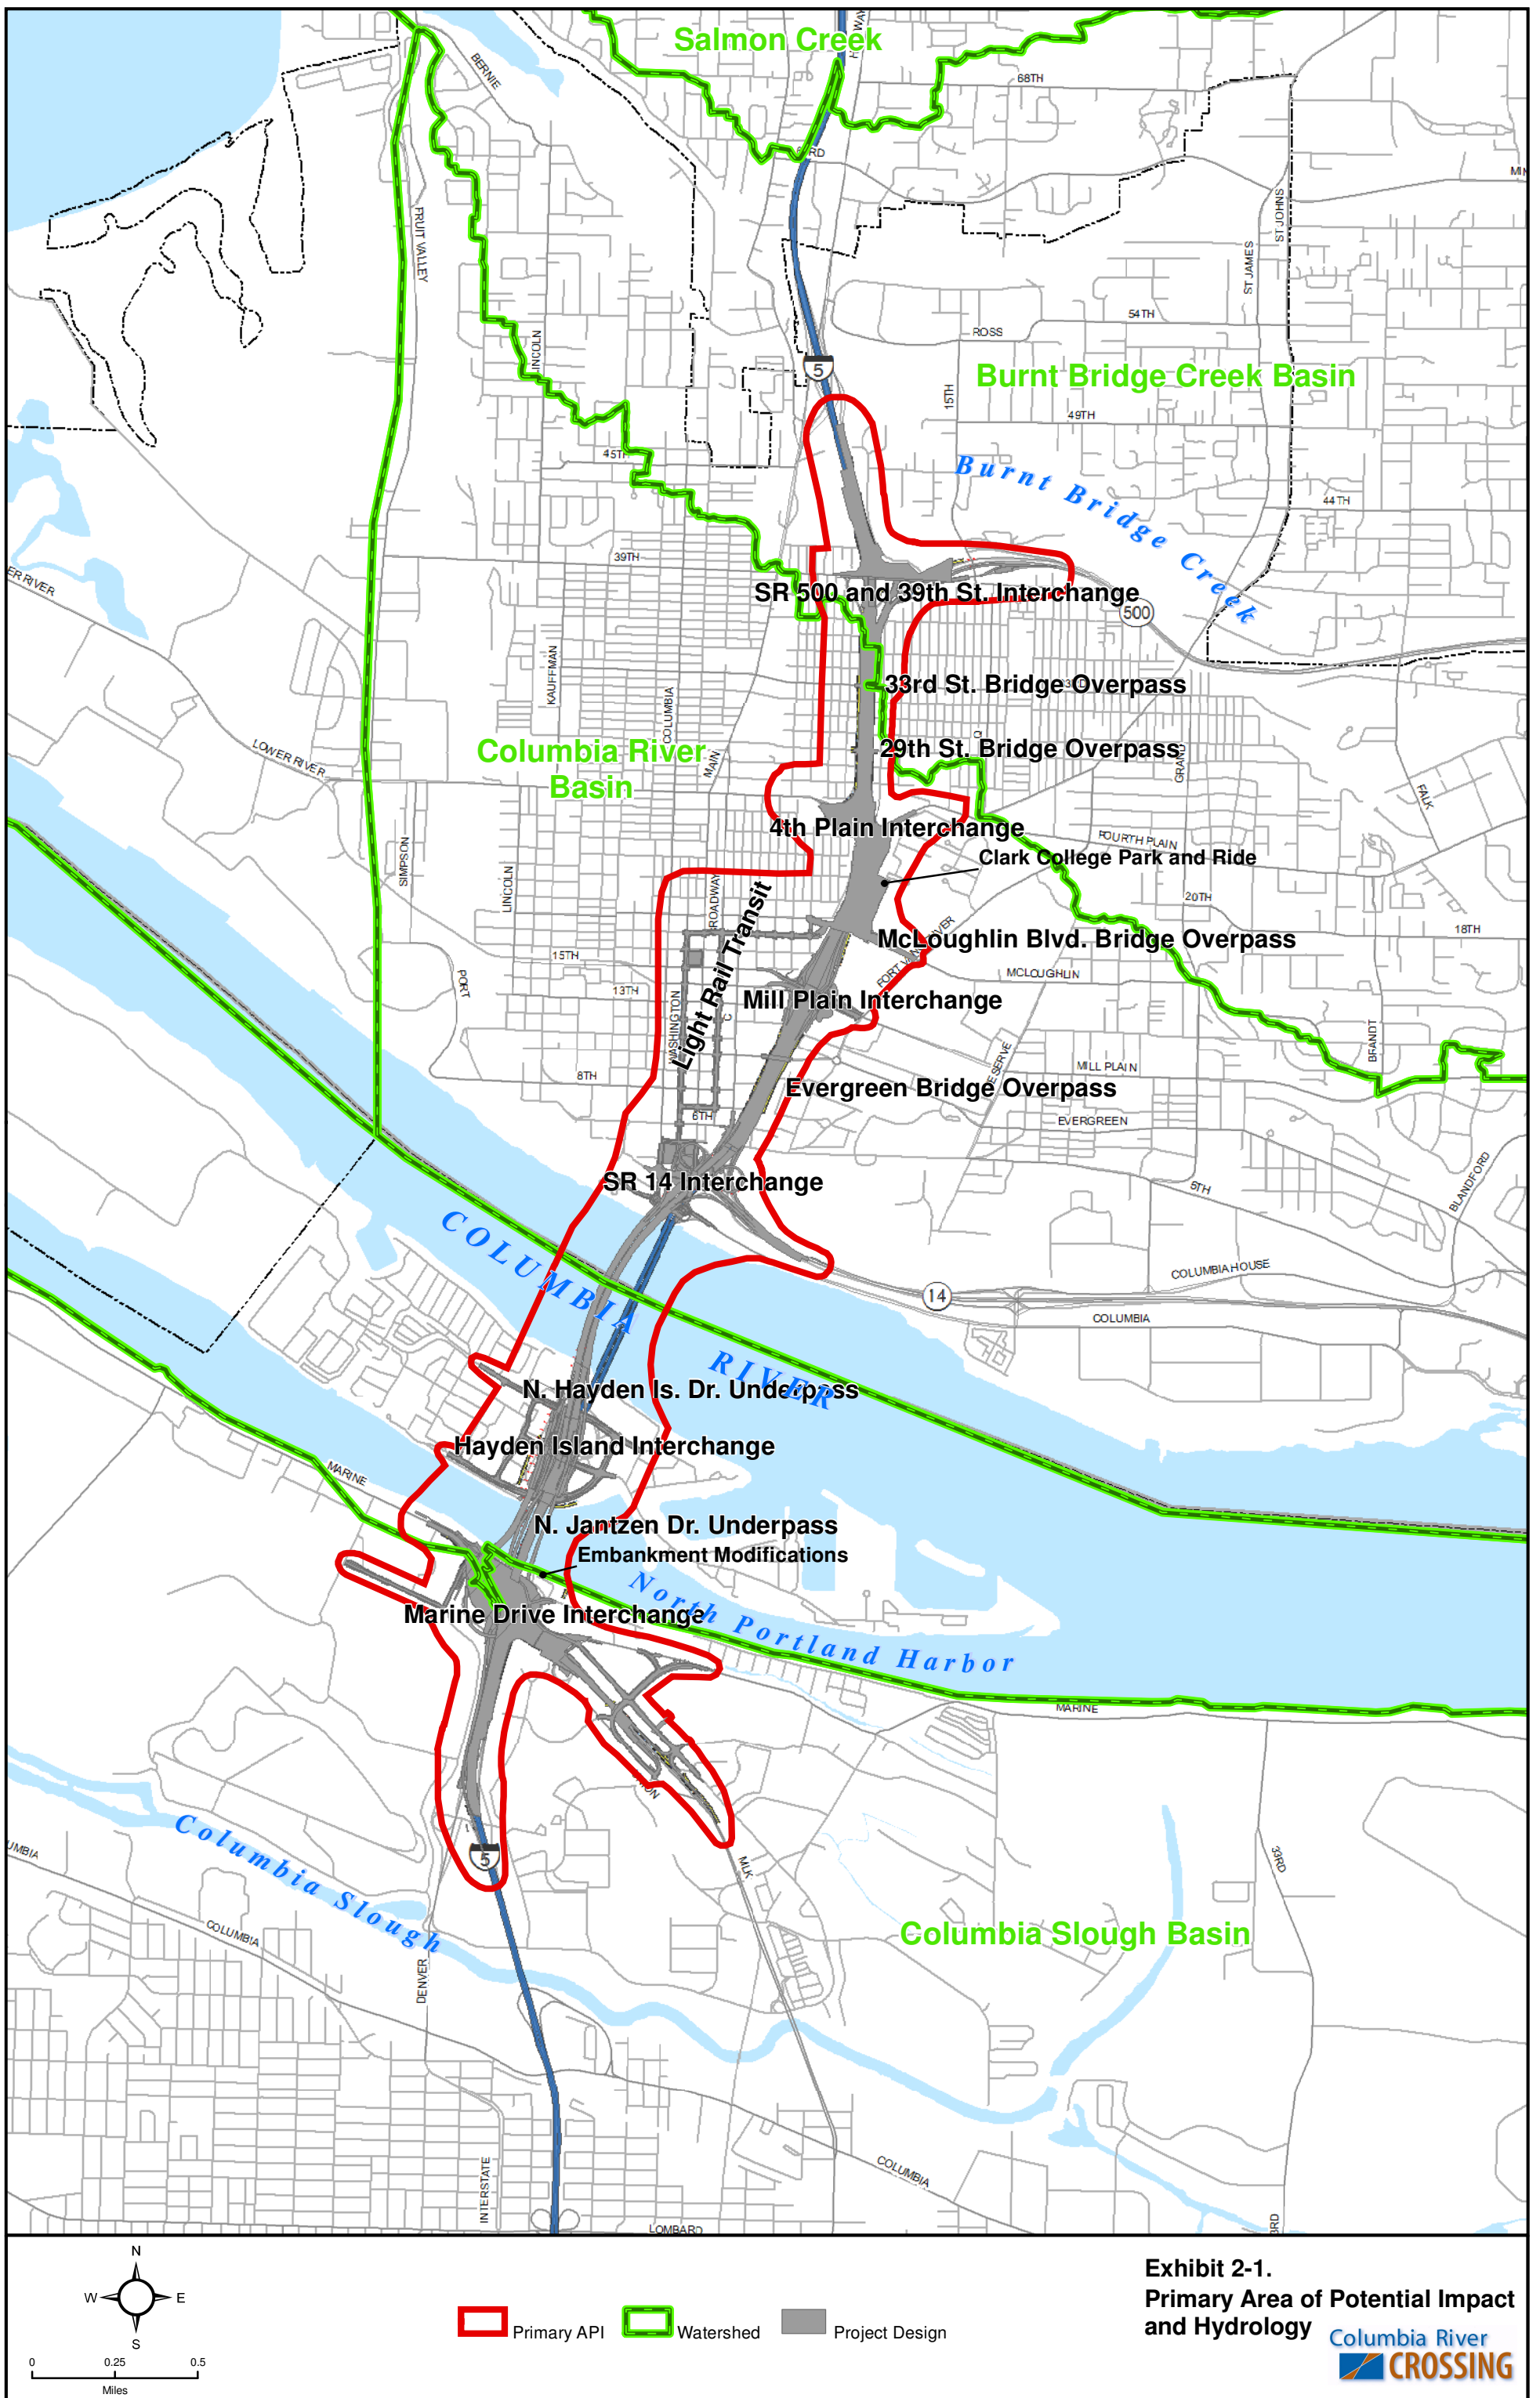 Salmon Creek
BERNIE
68TH
RD
MIN
FRUIT VALLEY
ST JOHNS
ST JAMES
54TH
ROSS
LINCOLN
5
Burnt Bridge Creek Basin
15TH
49TH
45TH
Burnt Bridge Creek
44TH
39TH
ER RIVER
SR 500 and 39th St. Interchange
500
KAUFFMAN
33rd St. Bridge Overpass
COLUMBIA
29th St. Bridge Overpass
Columbia River
Basin
MAIN
LOWER RIVER
GRAND
FALK
4th Plain Interchange
FOURTH PLAIN
SIMPSON
Clark College Park and Ride
LINCOLN
ROADWAY
Light Rail Transit
20TH
18TH
McLoughlin Blvd. Bridge Overpass
15TH
MCLOUGHLIN
PORT
13TH
WASHINGTON
C
Mill Plain Interchange
BRANDT
ESERVE
MILL PLAIN
8TH
Evergreen Bridge Overpass
6TH
EVERGREEN
SR 14 Interchange
5TH
BLANDFORD
COLUMBIA RIVER
COLUMBIA HOUSE
14
COLUMBIA
N. Hayden Is. Dr. Underpass
Hayden Island Interchange
MARINE
N. Jantzen Dr. Underpass
Embankment Modifications
North Portland Harbor
Marine Drive Interchange
MARINE
Columbia Slough
UMBIA
5
MLK
33RD
COLUMBIA
Columbia Slough Basin
DENVER
INTERSTATE
COLUMBIA
LOMBARD
3RD
N
W E
S
0 0.25 0.5
Miles
Primary API Watershed Project Design
Exhibit 2-1.
Primary Area of Potential Impact
and Hydrology
Columbia River
CROSSING